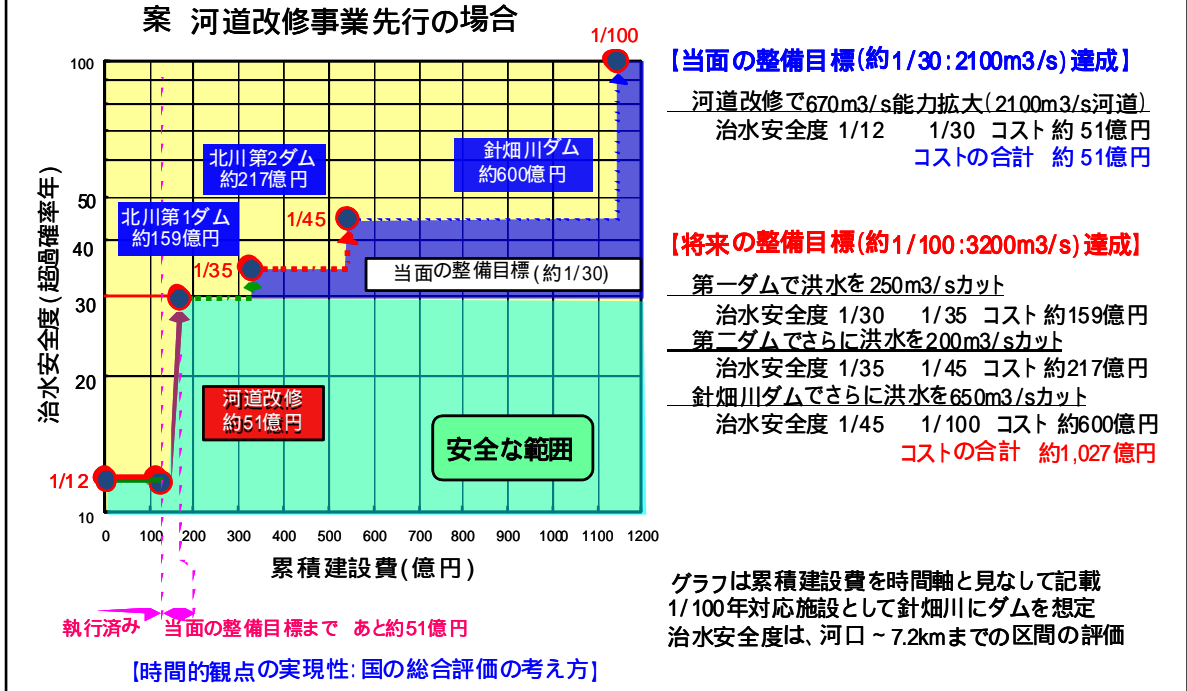 案 河道改修事業先行の場合
1/100
100
50
40
30
20
10
治水安全度(超過確率年)
北川第1ダム
約159億円
北川第2ダム
約217億円
針畑川ダム
約600億円
1/45
1/35
当面の整備目標(約1/30)
河道改修
約51億円
安全な範囲
1/12
0 100 200 300 400 500 600 700 800 900 1000 1100 1200
累積建設費(億円)
執行済み 当面の整備目標まで あと約51億円
【時間的観点の実現性:国の総合評価の考え方】
【当面の整備目標(約1/30:2100m3/s)達成】
河道改修で670m3/s能力拡大(2100m3/s河道)
治水安全度 1/12 1/30 コスト 約 51億円
コストの合計 約 51億円
【将来の整備目標(約1/100:3200m3/s)達成】
第一ダムで洪水を250m3/sカット
治水安全度 1/30 1/35 コスト 約159億円
第二ダムでさらに洪水を200m3/sカット
治水安全度 1/35 1/45 コスト 約217億円
針畑川ダムでさらに洪水を650m3/sカット
治水安全度 1/45 1/100 コスト 約600億円
コストの合計 約1,027億円
グラフは累積建設費を時間軸と見なして記載
1/100年対応施設として針畑川にダムを想定
治水安全度は、河口~7.2kmまでの区間の評価